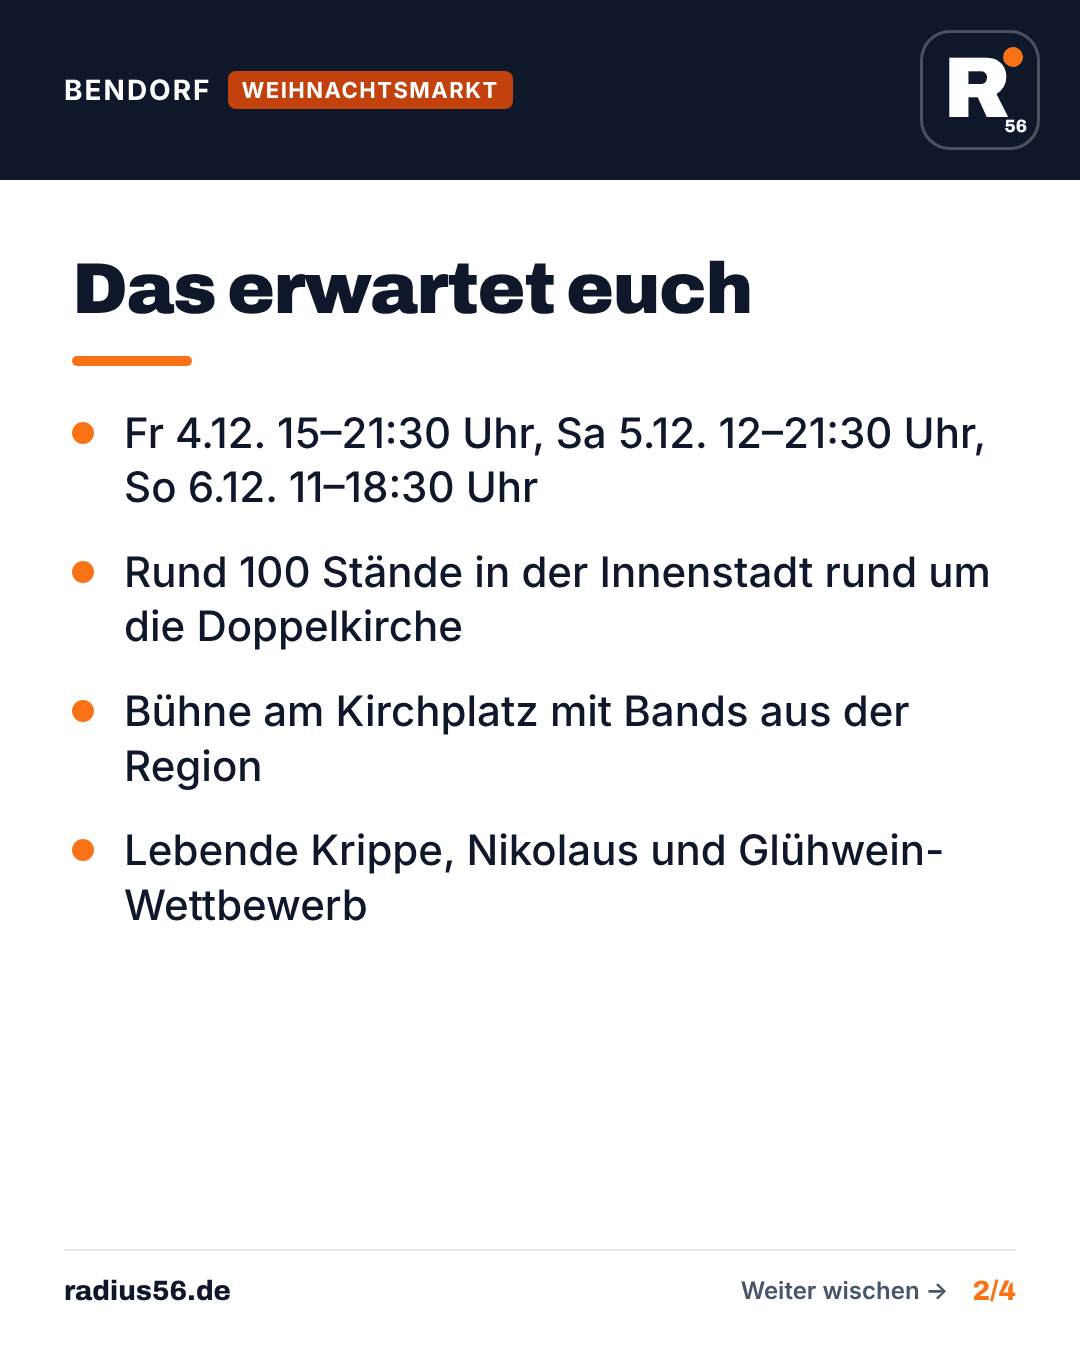 BENDORF WEIHNACHTSMARKT
R
56
Das erwartet euch
Fr 4.12. 15–21:30 Uhr, Sa 5.12. 12–21:30 Uhr,
So 6.12. 11–18:30 Uhr
Rund 100 Stände in der Innenstadt rund um
die Doppelkirche
Bühne am Kirchplatz mit Bands aus der
Region
Lebende Krippe, Nikolaus und Glühwein-
Wettbewerb
radius56.de
Weiter wischen → 2/4